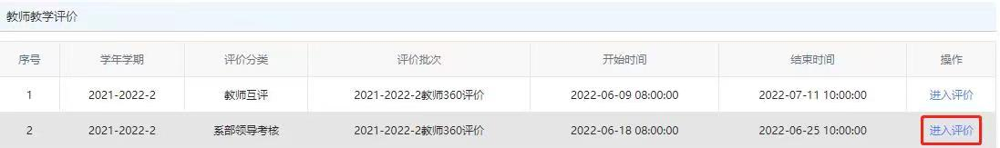 教师教学评价
序号 学年学期 评价分类 评价批次 开始时间 结束时间 操作
1 2021-2022-2 教师互评 2021-2022-2教师360评价 2022-06-09 08:00:00 2022-07-11 10:00:00 进入评价
2 2021-2022-2 系部领导考核 2021-2022-2教师360评价 2022-06-18 08:00:00 2022-06-25 10:00:00 进入评价